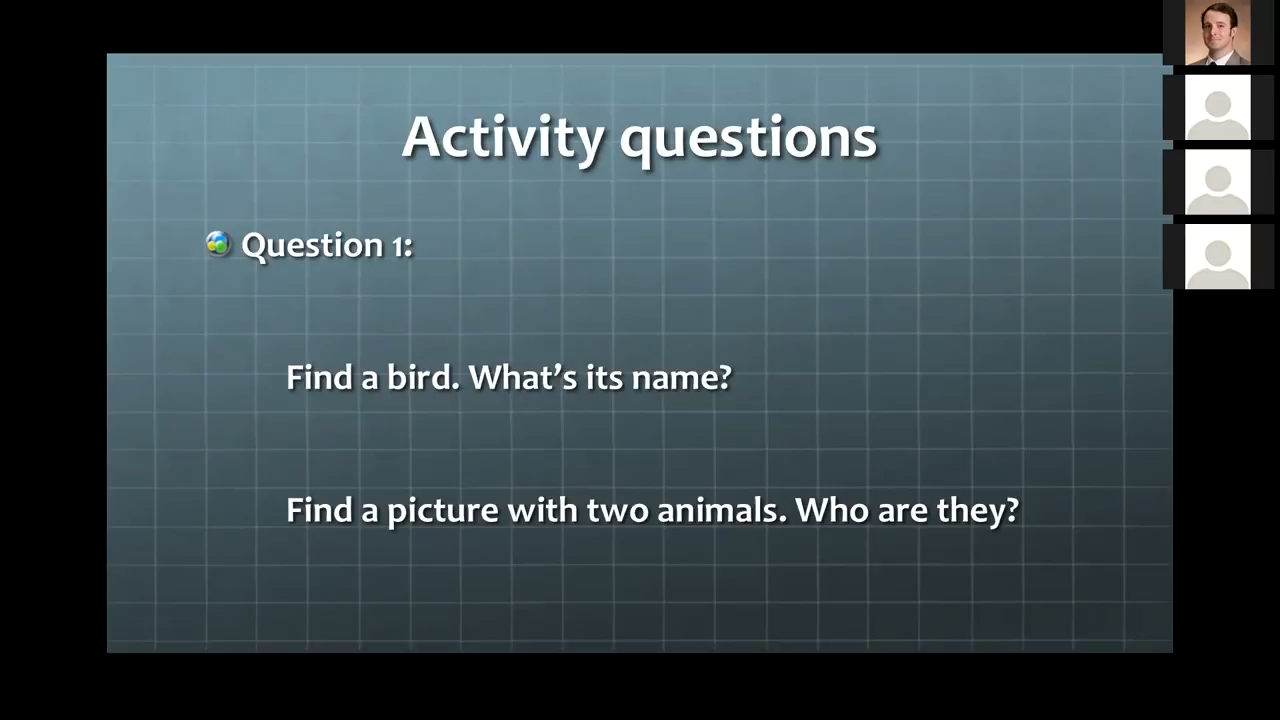 Activity questions
Question 1:
Find a bird. What’s its name?
Find a picture with two animals. Who are they?